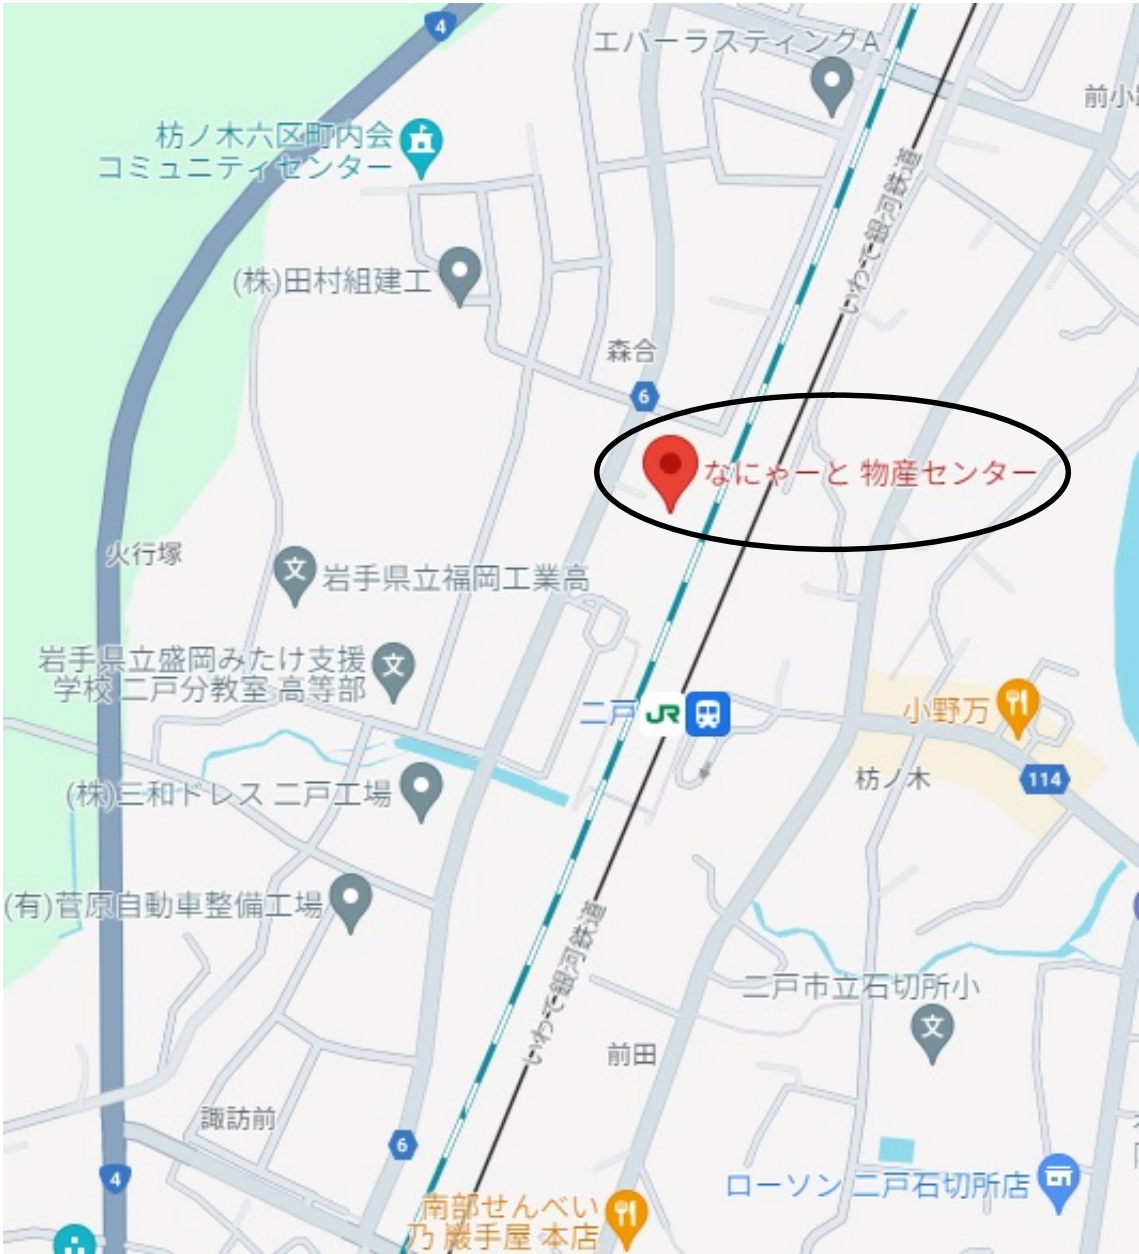 4
エバーラスティングA
前小
枋ノ木六区町内会
コミュニティセンター
いわて銀河鉄道
(株)田村組建工
森合
6
なにゃーと 物産センター
火行塚
岩手県立福岡工業高
岩手県立盛岡みたけ支援
学校 二戸分教室 高等部
二戸
JR
小野万
枋ノ木
114
(株)三和ドレス 二戸工場
(有)菅原自動車整備工場
いわて銀河鉄道
二戸市立石切所小
前田
諏訪前
6
4
ローソン 二戸石切所店
南部せんべい
乃 巖手屋 本店